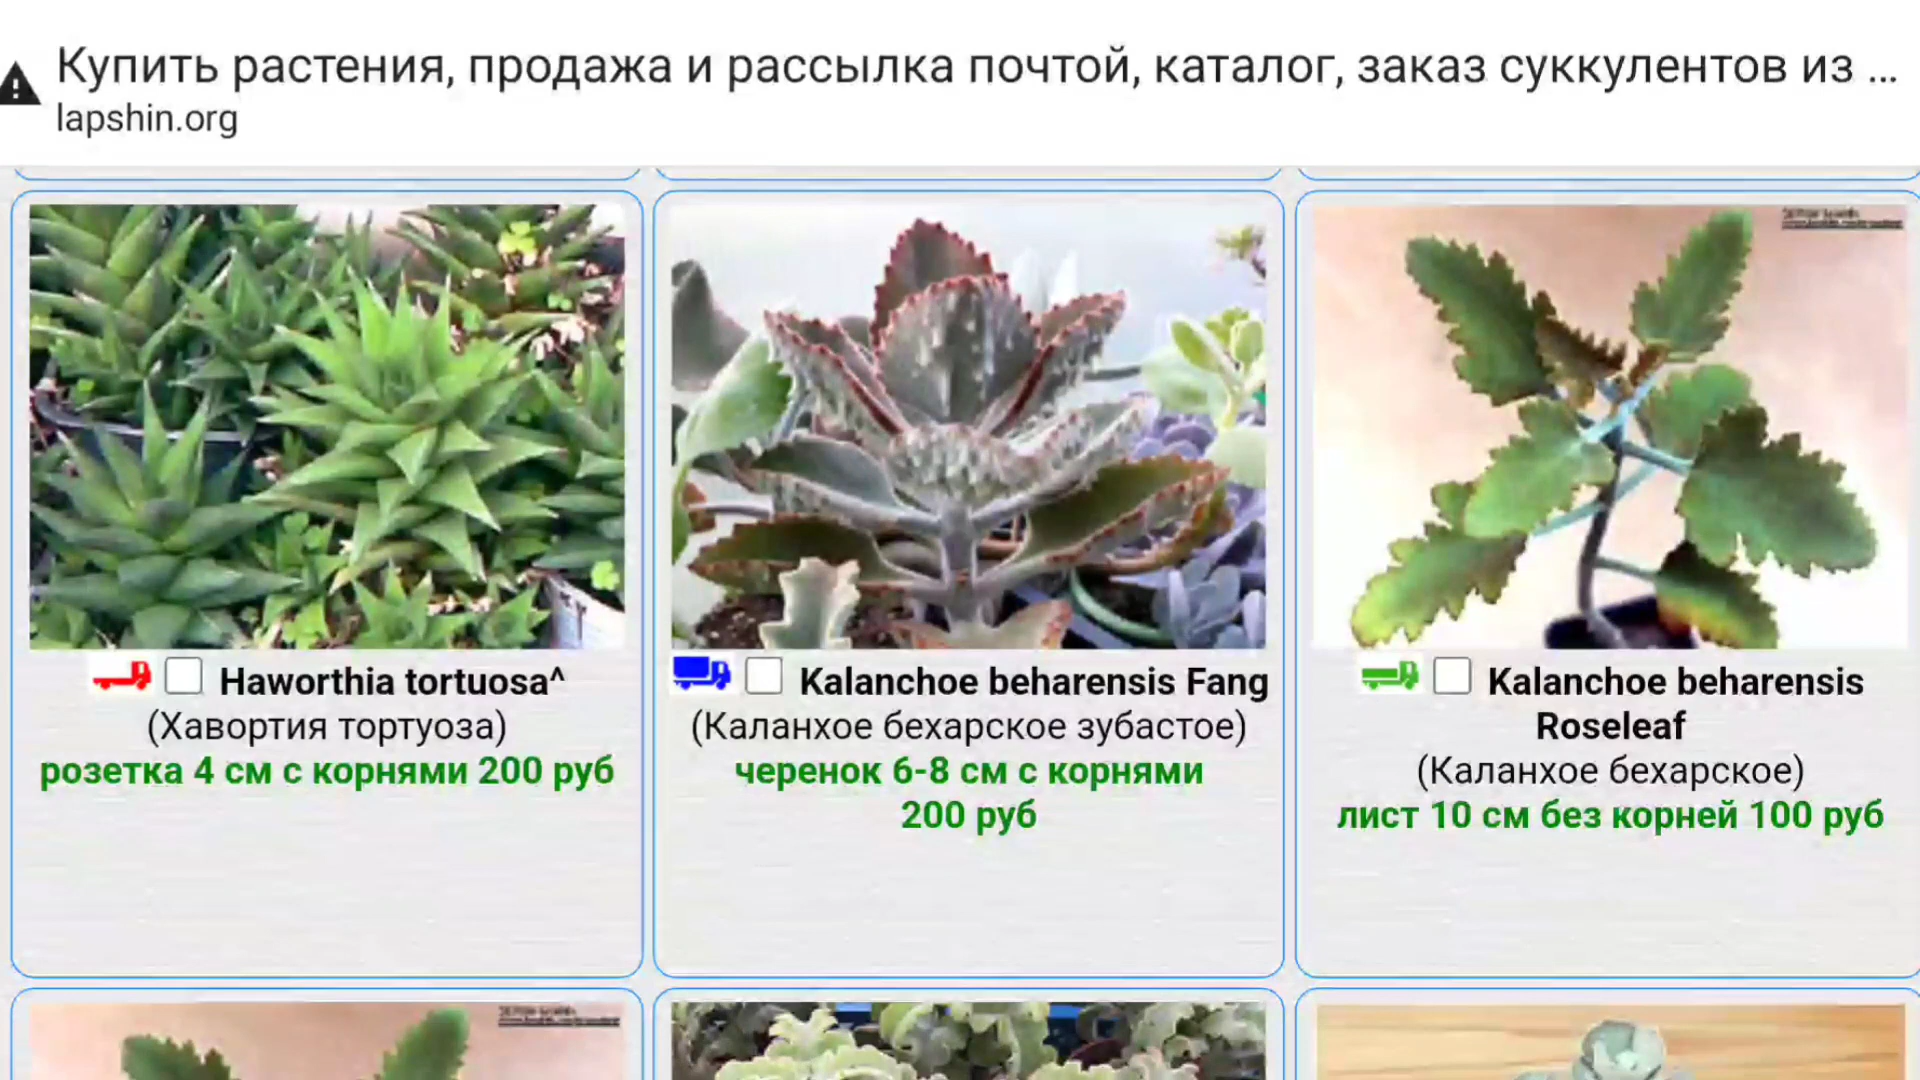 Купить растения, продажа и рассылка почтой, каталог, заказ суккулентов из ...
lapshin.org
Haworthia tortuosa^
(Хавортия тортуоза)
розетка 4 см с корнями 200 руб
Kalanchoe beharensis Fang
(Каланхое бехарское зубастое)
черенок 6-8 см с корнями
200 руб
Kalanchoe beharensis
Roseleaf
(Каланхое бехарское)
лист 10 см без корней 100 руб